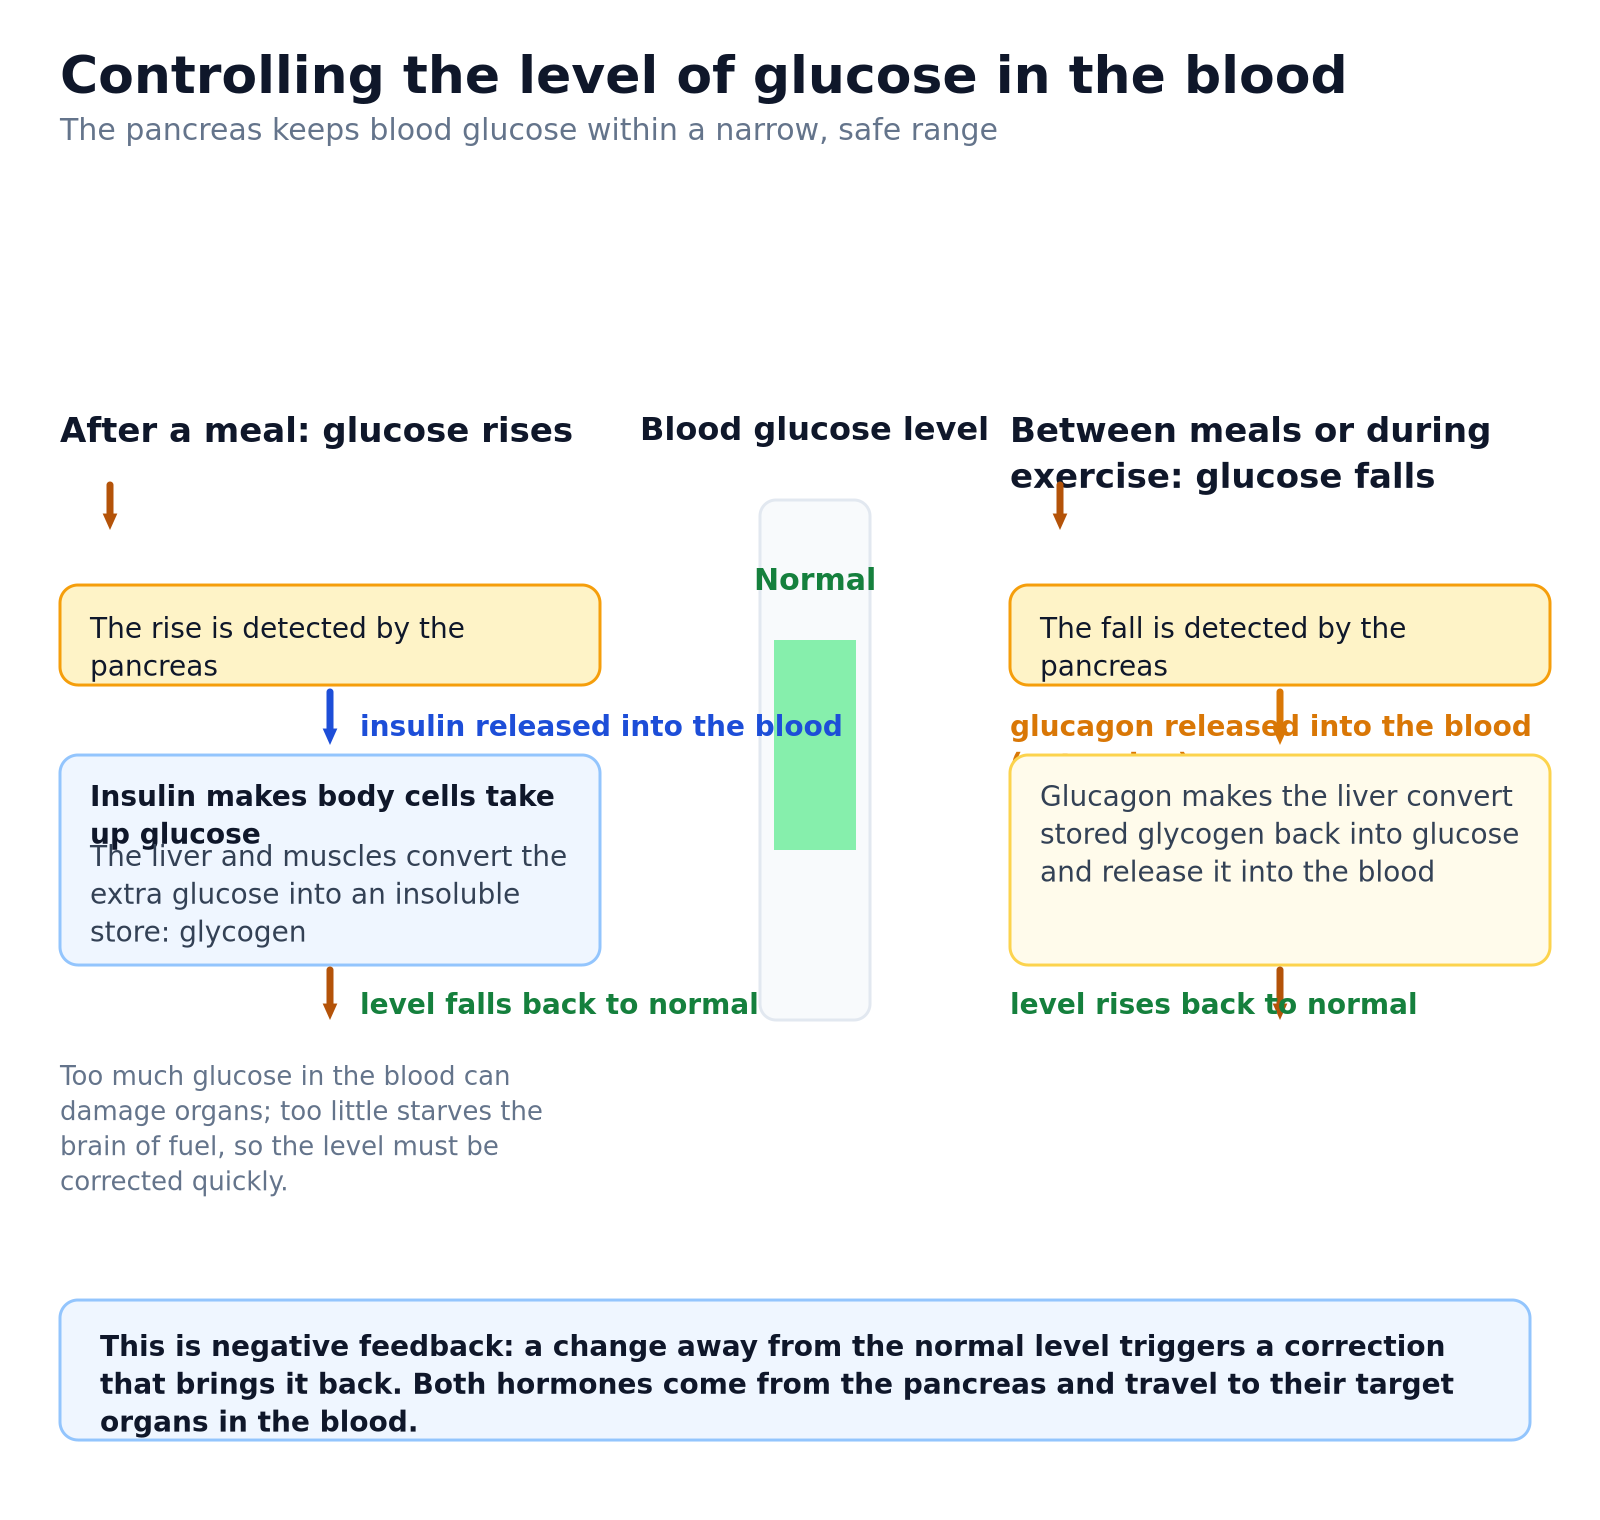 Controlling the level of glucose in the blood
The pancreas keeps blood glucose within a narrow, safe range
After a meal: glucose rises
The rise is detected by the
pancreas
insulin released into the blood
Insulin makes body cells take
up glucose
The liver and muscles convert the
extra glucose into an insoluble
store: glycogen
level falls back to normal
Too much glucose in the blood can
damage organs; too little starves the
brain of fuel, so the level must be
corrected quickly.
Blood glucose level
Normal
Between meals or during
exercise: glucose falls
The fall is detected by the
pancreas
glucagon released into the blood
Glucagon makes the liver convert
stored glycogen back into glucose
and release it into the blood
level rises back to normal
This is negative feedback: a change away from the normal level triggers a correction
that brings it back. Both hormones come from the pancreas and travel to their target
organs in the blood.